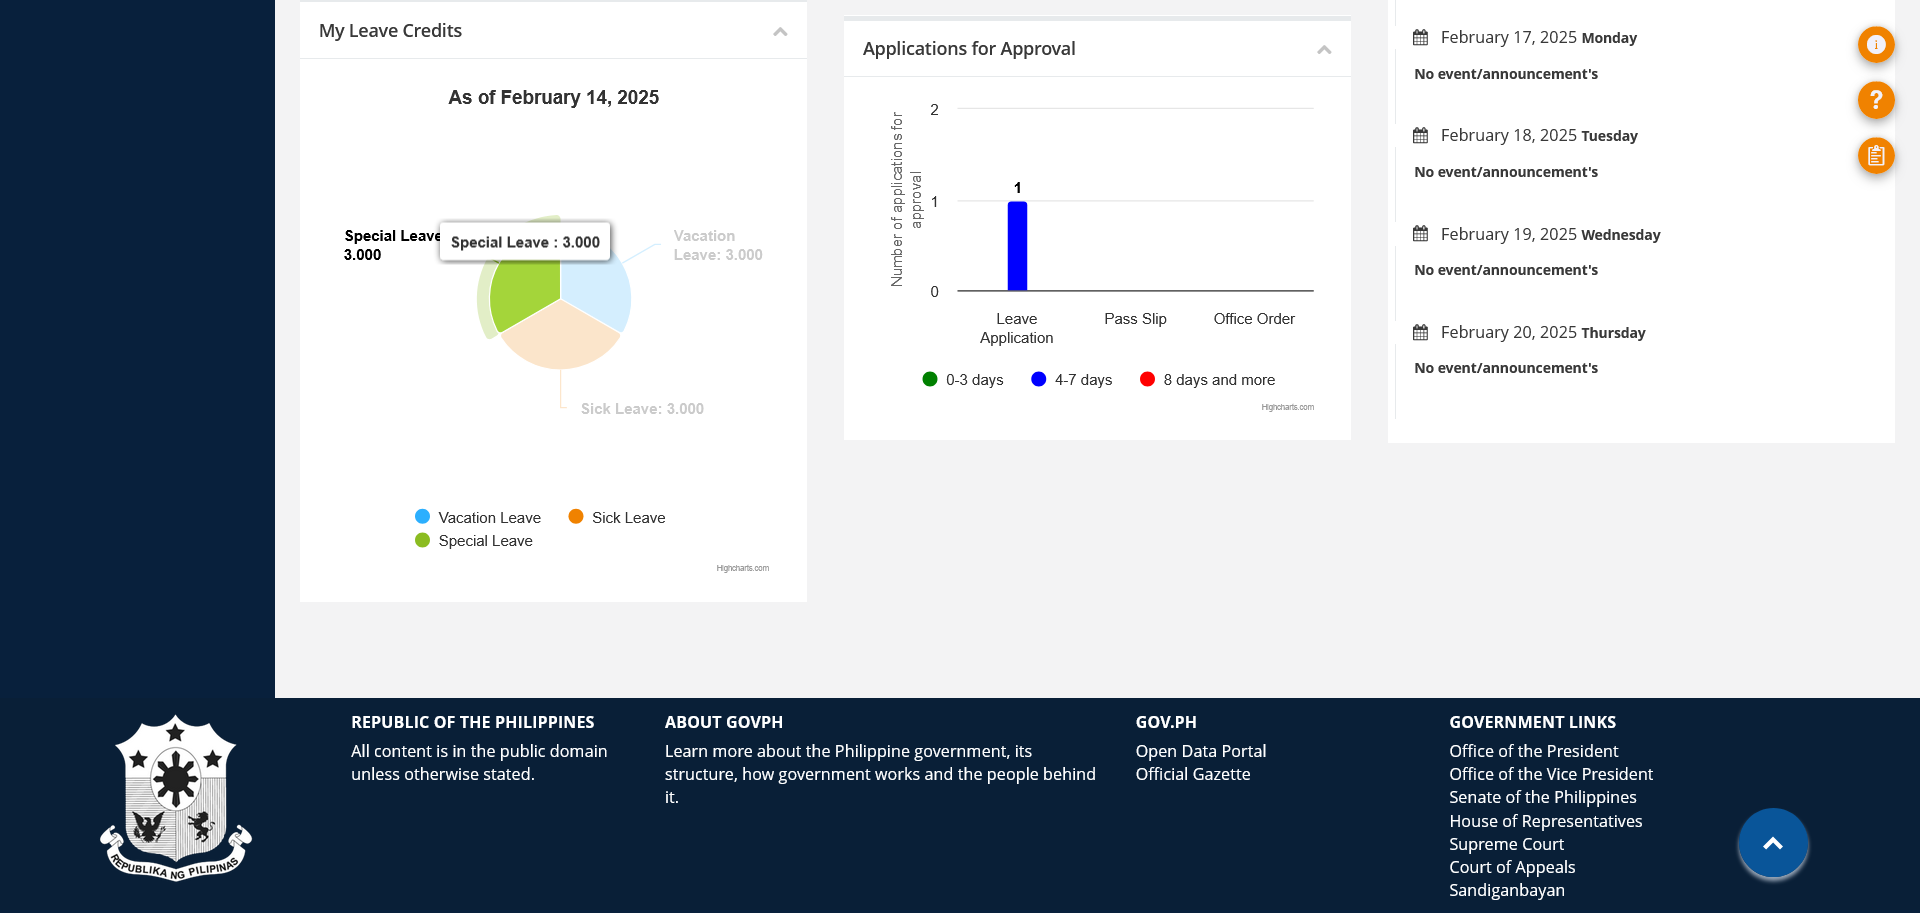 My Leave Credits
As of February 14, 2025
Special Leave
3.000
Special Leave : 3.000
Vacation
Leave: 3.000
Sick Leave: 3.000
Vacation Leave
Sick Leave
Special Leave
Highcharts.com
Applications for Approval
Number of applications for
approval
2
1
0
1
Leave
Application
Pass Slip
Office Order
0-3 days
4-7 days
8 days and more
Highcharts.com
February 17, 2025 Monday
No event/announcement's
February 18, 2025 Tuesday
No event/announcement's
February 19, 2025 Wednesday
No event/announcement's
February 20, 2025 Thursday
No event/announcement's
i
?
REPUBLIKA NG PILIPINAS
REPUBLIC OF THE PHILIPPINES
All content is in the public domain
unless otherwise stated.
ABOUT GOVPH
Learn more about the Philippine government, its
structure, how government works and the people behind
it.
GOV.PH
Open Data Portal
Official Gazette
GOVERNMENT LINKS
Office of the President
Office of the Vice President
Senate of the Philippines
House of Representatives
Supreme Court
Court of Appeals
Sandiganbayan